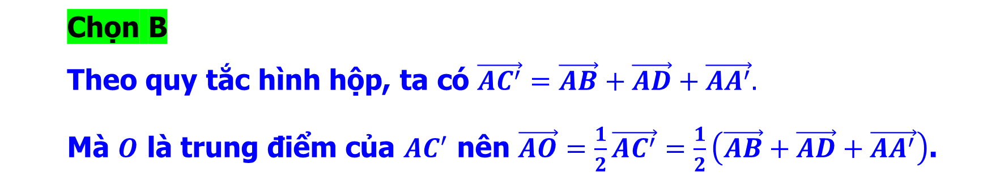 Chọn B
Theo quy tắc hình hộp, ta có $\overrightarrow{AC'} = \overrightarrow{AB} + \overrightarrow{AD} + \overrightarrow{AA'}$.
Mà $O$ là trung điểm của $AC'$ nên $\overrightarrow{AO} = \frac{1}{2}\overrightarrow{AC'} = \frac{1}{2}(\overrightarrow{AB} + \overrightarrow{AD} + \overrightarrow{AA'})$.